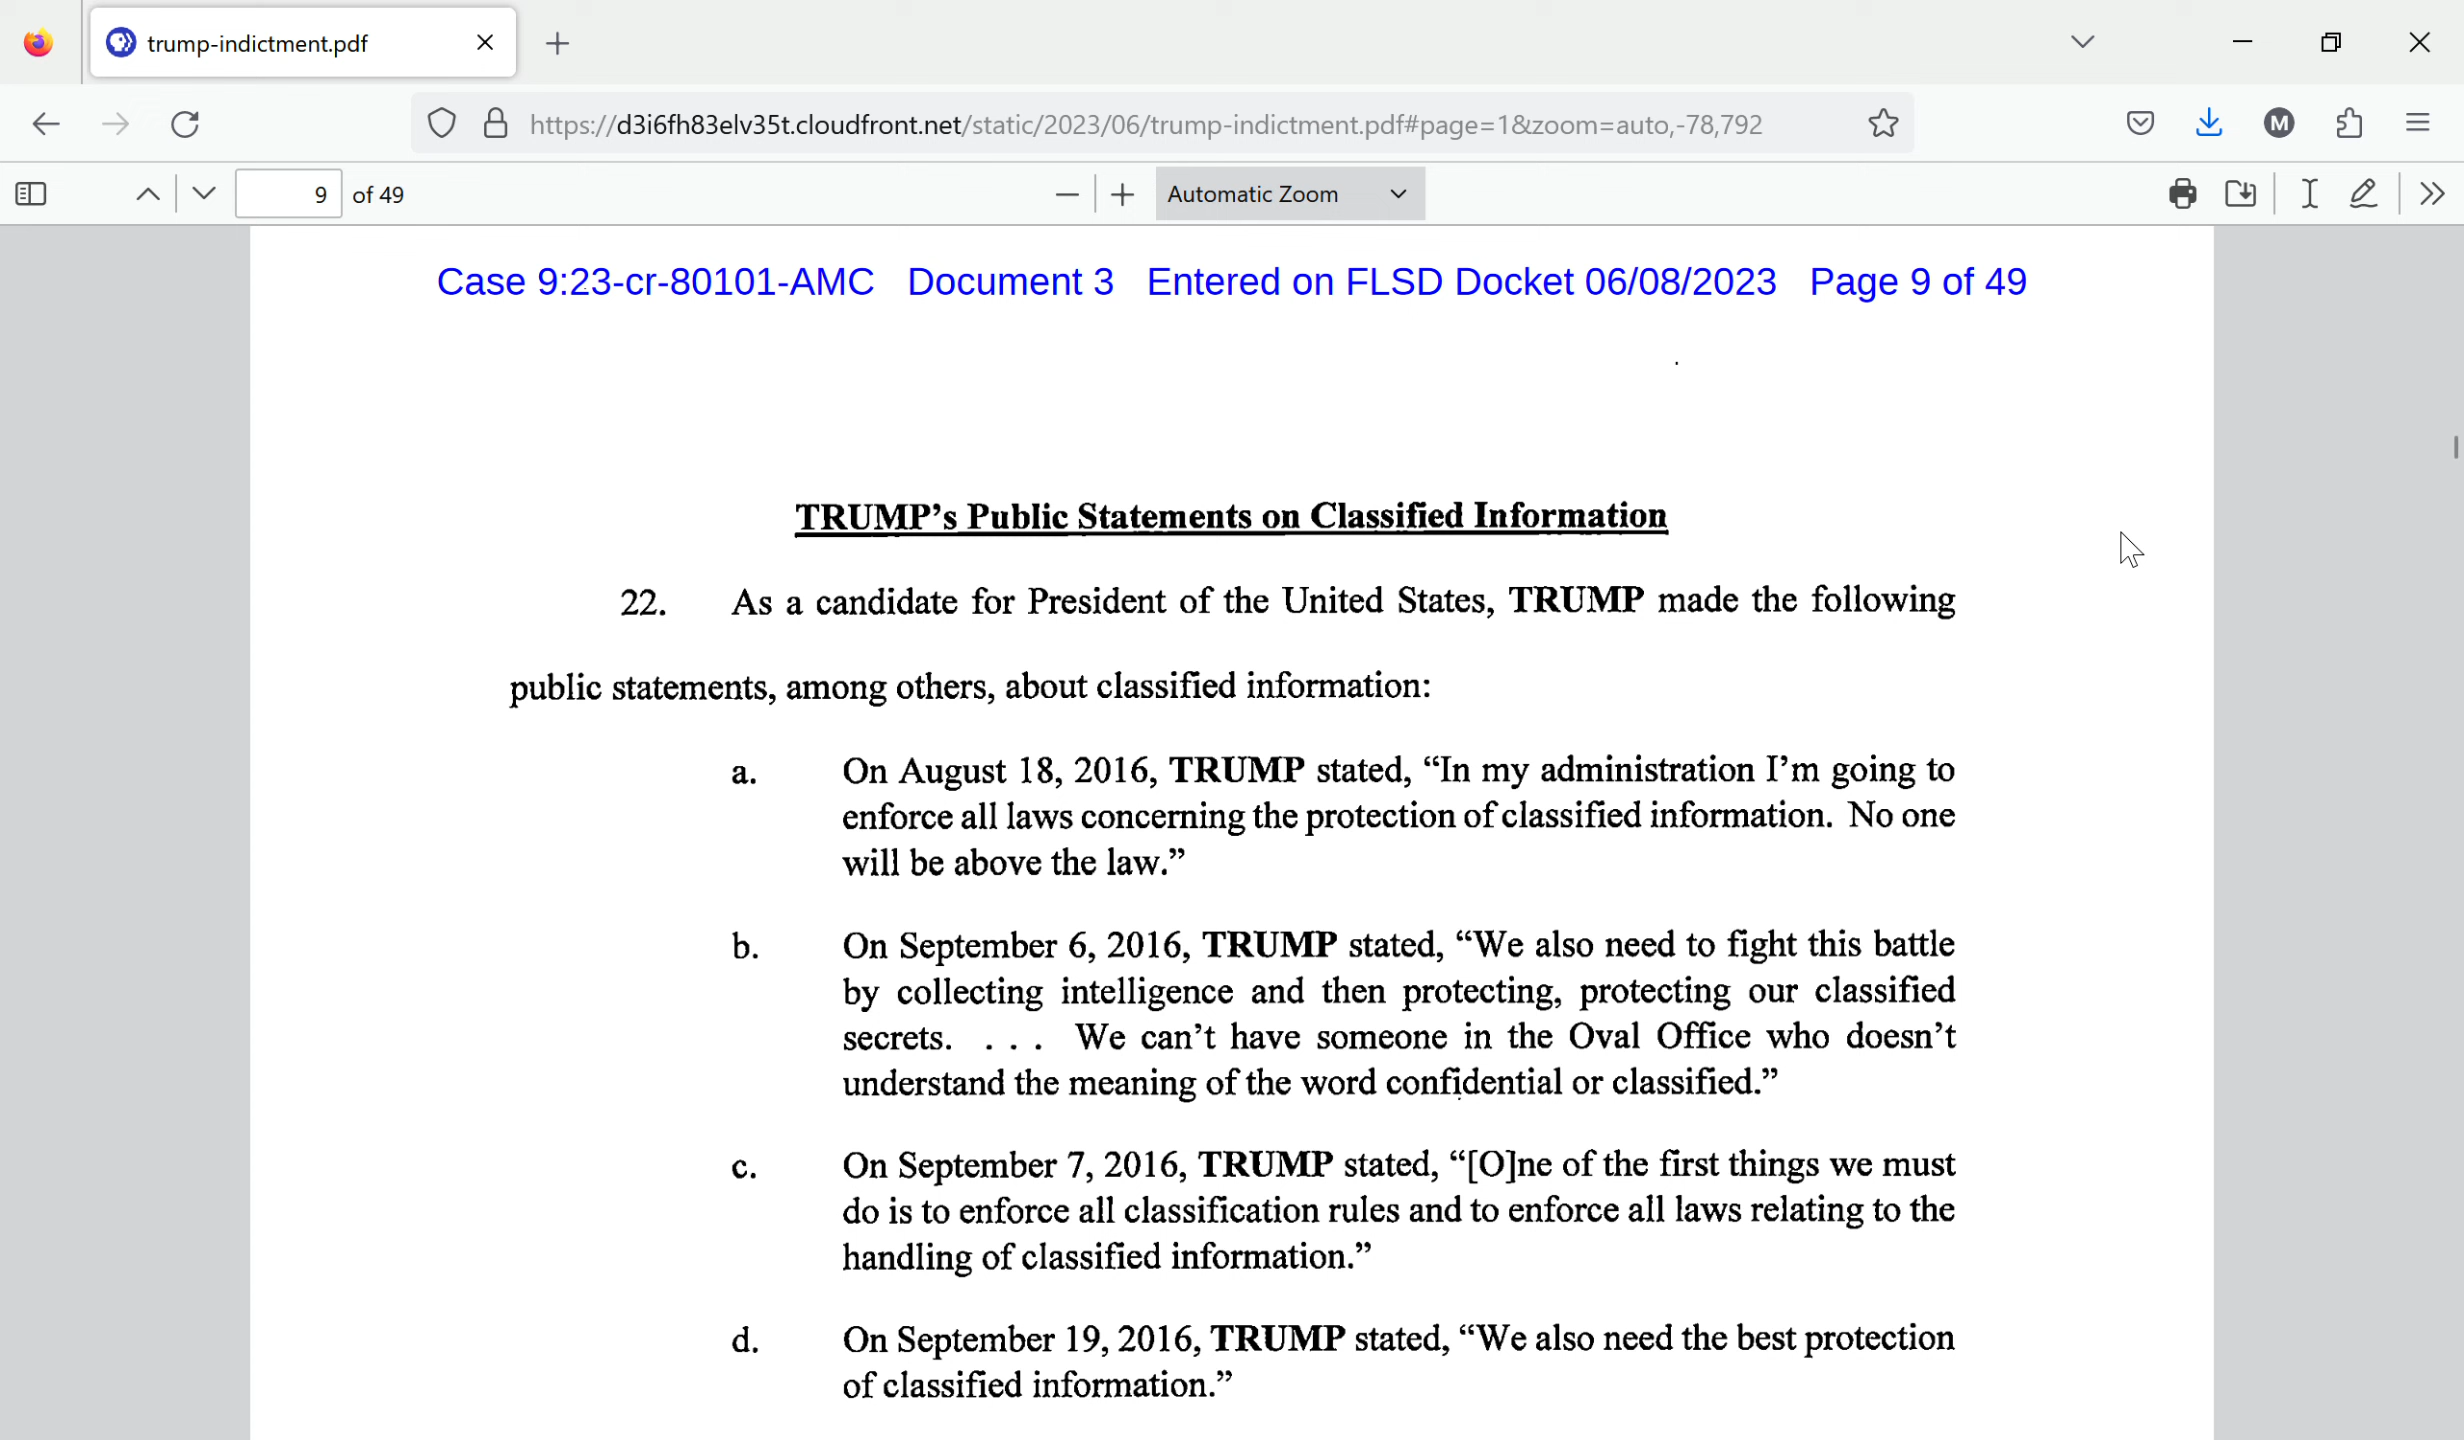 trump-indictment.pdf
https://d3i6fh83elv35t.cloudfront.net/static/2023/06/trump-indictment.pdf#page=1&zoom=auto,-78,792
M
9 of 49
Automatic Zoom
Case 9:23-cr-80101-AMC Document 3 Entered on FLSD Docket 06/08/2023 Page 9 of 49
TRUMP’s Public Statements on Classified Information
22. As a candidate for President of the United States, TRUMP made the following
public statements, among others, about classified information:
a. On August 18, 2016, TRUMP stated, “In my administration I’m going to
enforce all laws concerning the protection of classified information. No one
will be above the law.”
b. On September 6, 2016, TRUMP stated, “We also need to fight this battle
by collecting intelligence and then protecting, protecting our classified
secrets. . . . We can’t have someone in the Oval Office who doesn’t
understand the meaning of the word confidential or classified.”
c. On September 7, 2016, TRUMP stated, “[O]ne of the first things we must
do is to enforce all classification rules and to enforce all laws relating to the
handling of classified information.”
d. On September 19, 2016, TRUMP stated, “We also need the best protection
of classified information.”